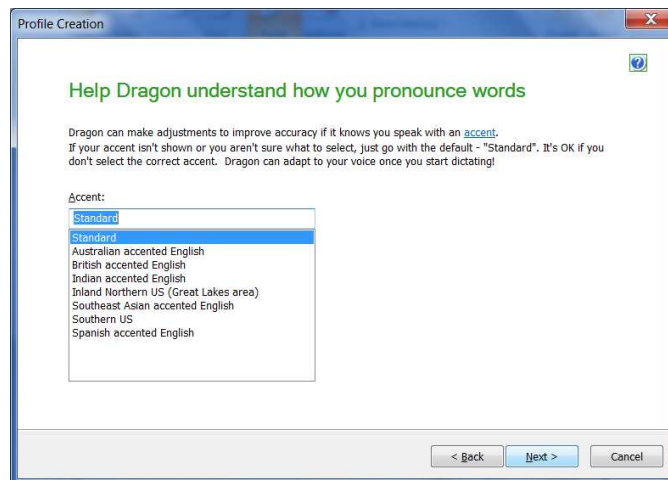 Profile Creation
Help Dragon understand how you pronounce words
Dragon can make adjustments to improve accuracy if it knows you speak with an accent.
If your accent isn't shown or you aren't sure what to select, just go with the default - "Standard". It's OK if you
don't select the correct accent. Dragon can adapt to your voice once you start dictating!
Accent:
Standard
Standard
Australian accented English
British accented English
Indian accented English
Inland Northern US (Great Lakes area)
Southeast Asian accented English
Southern US
Spanish accented English
< Back Next > Cancel